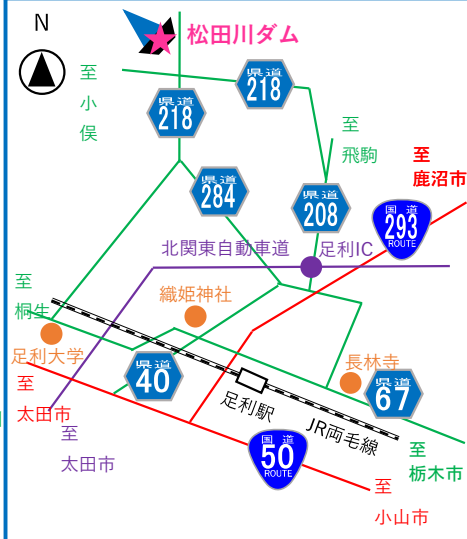 N
松田川ダム
至
小
俣
県道
218
県道
218
至
飛駒
至
鹿沼市
県道
284
県道
208
国道
293
ROUTE
北関東自動車道
足利IC
至
桐生
織姫神社
足利大学
長林寺
県道
40
県道
67
至
太田市
足利駅
JR両毛線
至
太田市
国道
50
ROUTE
至
栃木市
至
小山市